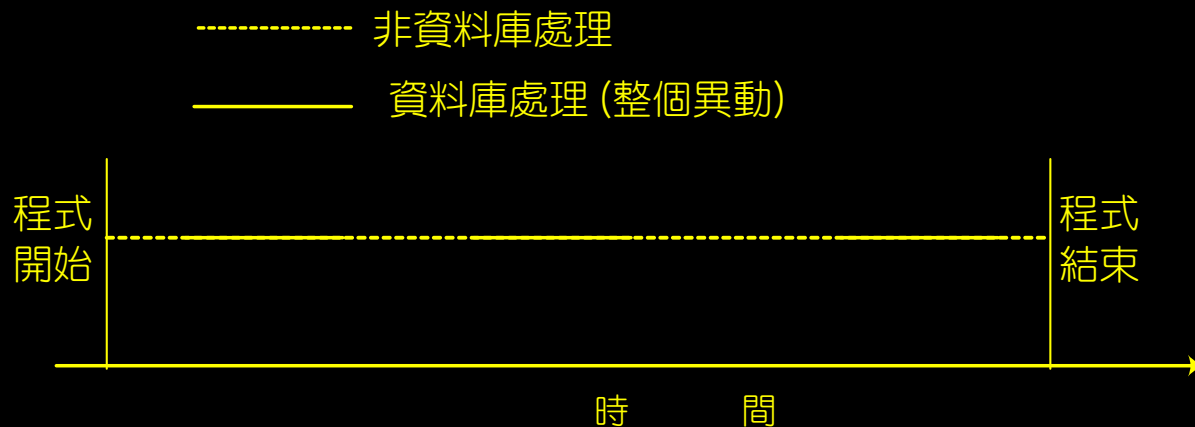 非資料庫處理
資料庫處理 (整個異動)
程式
開始
程式
結束
時 間